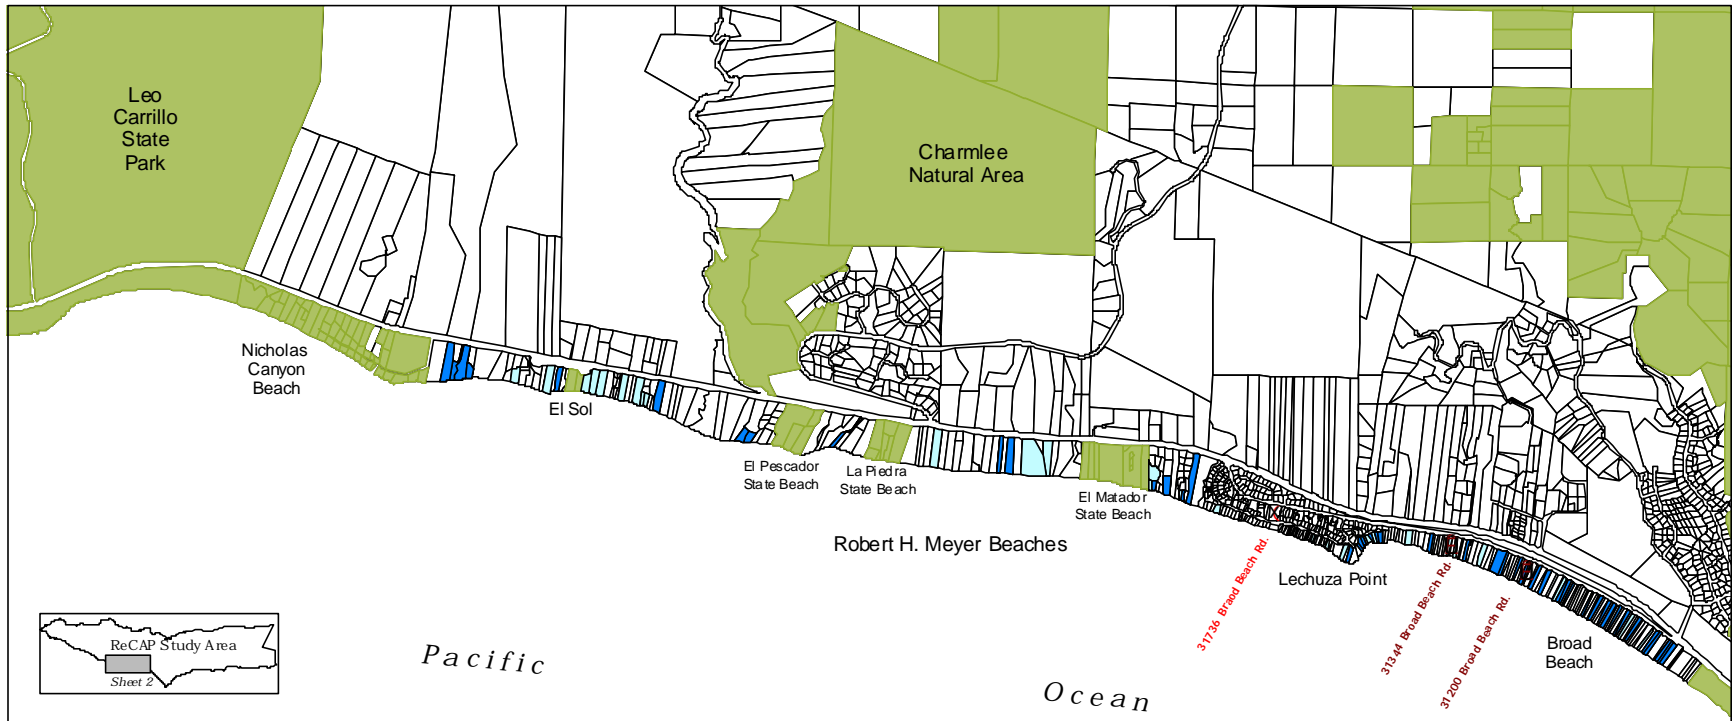 Leo
Carrillo
State
Park
Charmlee
Natural Area
Nicholas
Canyon
Beach
El Sol
El Pescador
State Beach
La Piedra
State Beach
El Matador
State Beach
Robert H. Meyer Beaches
Lechuza Point
Broad
Beach
31736 Braod Beach Rd.
31344 Broad Beach Rd.
31200 Broad Beach Rd.
ReCAP Study Area
Sheet 2
Pacific
Ocean